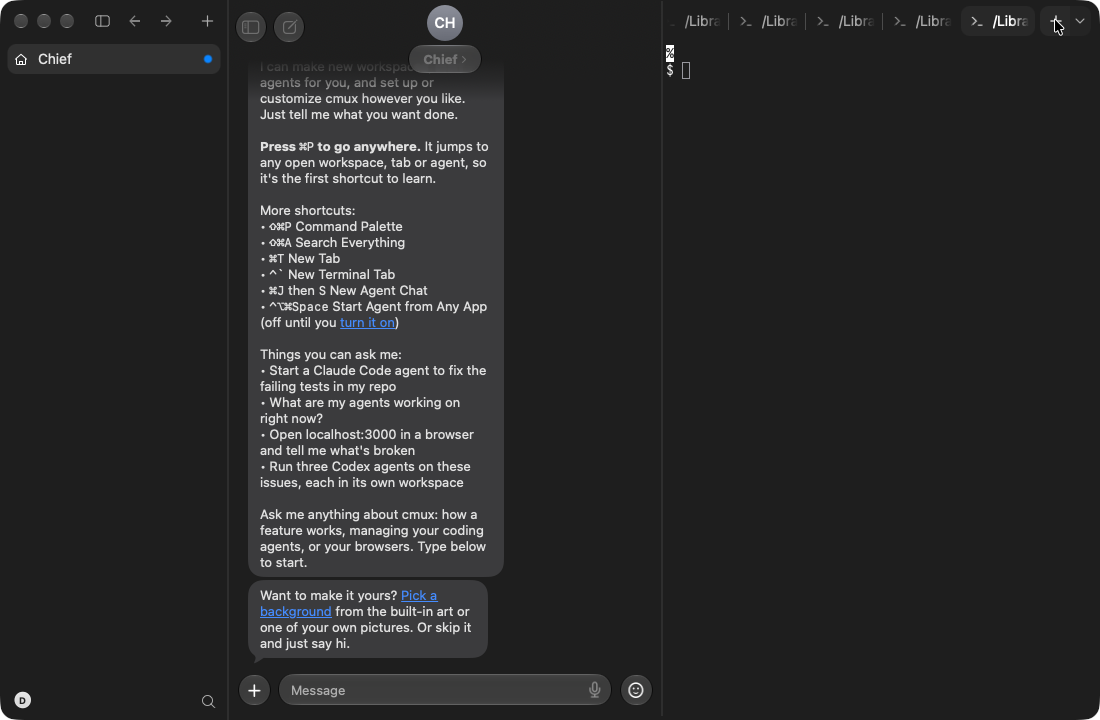 Chief
D
CH
Chief ›
I can make new workspac
agents for you, and set up or
customize cmux however you like.
Just tell me what you want done.
Press ⌘P to go anywhere. It jumps to
any open workspace, tab or agent, so
it's the first shortcut to learn.
More shortcuts:
• ⇧⌘P Command Palette
• ⇧⌘A Search Everything
• ⌘T New Tab
• ^` New Terminal Tab
• ⌘J then S New Agent Chat
• ^⌥⌘Space Start Agent from Any App
(off until you turn it on)
Things you can ask me:
• Start a Claude Code agent to fix the
failing tests in my repo
• What are my agents working on
right now?
• Open localhost:3000 in a browser
and tell me what's broken
• Run three Codex agents on these
issues, each in its own workspace
Ask me anything about cmux: how a
feature works, managing your coding
agents, or your browsers. Type below
to start.
Want to make it yours? Pick a
background from the built-in art or
one of your own pictures. Or skip it
and just say hi.
Message
/Libra
/Libra
/Libra
/Libra
/Libra
%
$